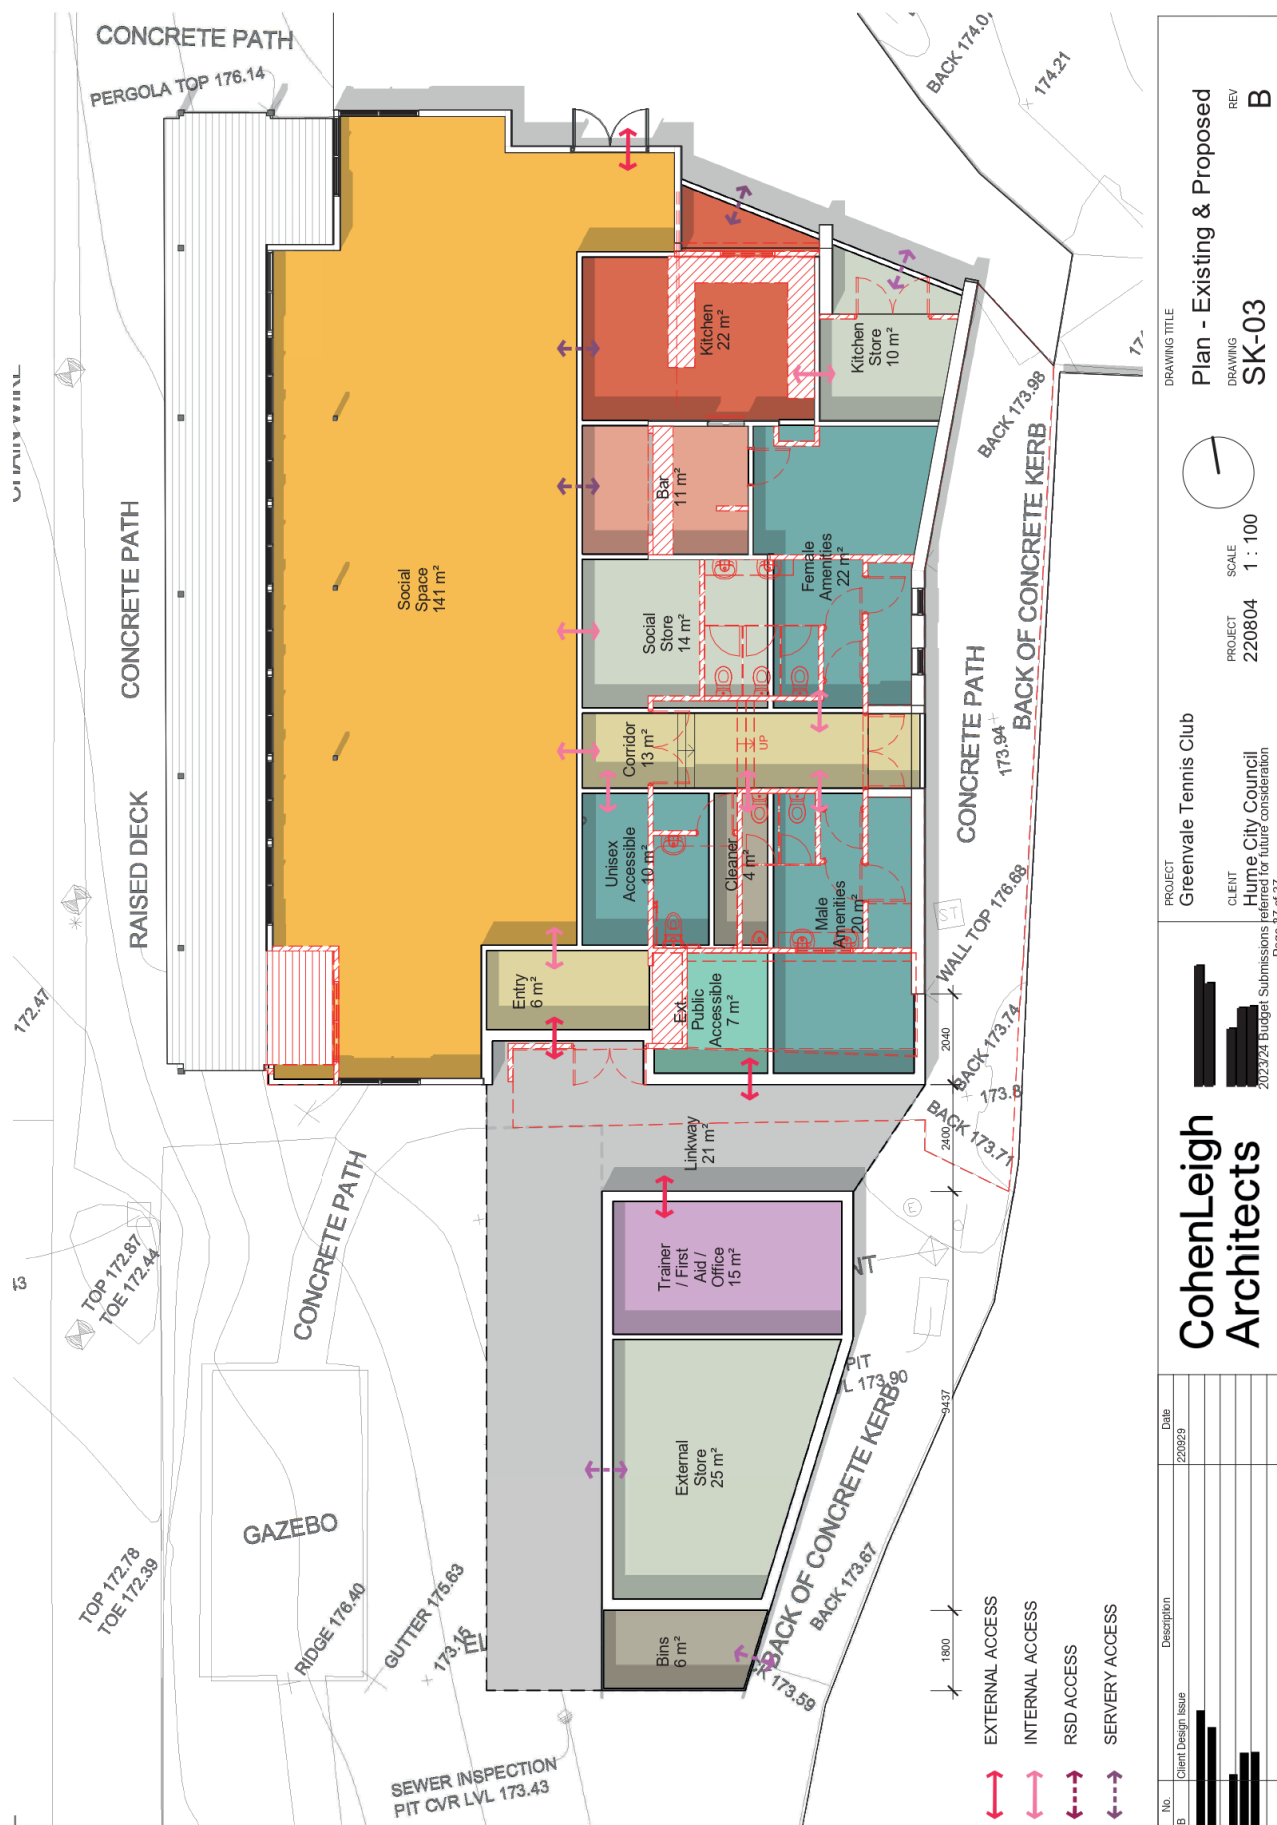 CONCRETE PATH
PERGOLA TOP 176.14
BACK 174.0
174.21
CONCRETE PATH
RAISED DECK
172.47
Social
Space
141 m²
Kitchen
22 m²
Kitchen
Store
10 m²
Bar
11 m²
Female
Amenities
22 m²
Social
Store
14 m²
Corridor
13 m²
UP
Unisex
Accessible
10 m²
Cleaner
4 m²
Male
Amenities
20 m²
Entry
6 m²
Ext.
Public
Accessible
7 m²
Linkway
21 m²
Trainer
/ First
Aid /
Office
15 m²
External
Store
25 m²
Bins
6 m²
BACK 173.98
BACK OF CONCRETE KERB
CONCRETE PATH
173.94
WALL TOP 176.68
ST
BACK 173.74
173.8
BACK 173.71
2040
2400
9437
1800
E
PIT
173.90
BACK OF CONCRETE KERB
BACK 173.67
173.59
TOP 172.87
TOE 172.44
CONCRETE PATH
GAZEBO
TOP 172.78
TOE 172.39
RIDGE 176.40
GUTTER 175.63
173.15
SEWER INSPECTION
PIT CVR LVL 173.43
EXTERNAL ACCESS
INTERNAL ACCESS
RSD ACCESS
SERVERY ACCESS
No.
Description
Date
B
Client Design Issue
220929
CohenLeigh
Architects
PROJECT
Greenvale Tennis Club
CLIENT
Hume City Council
2023/24 Budget Submissions referred for future consideration
Page 27 of 37
PROJECT
220804
SCALE
1 : 100
DRAWING TITLE
Plan - Existing & Proposed
DRAWING
SK-03
REV
B